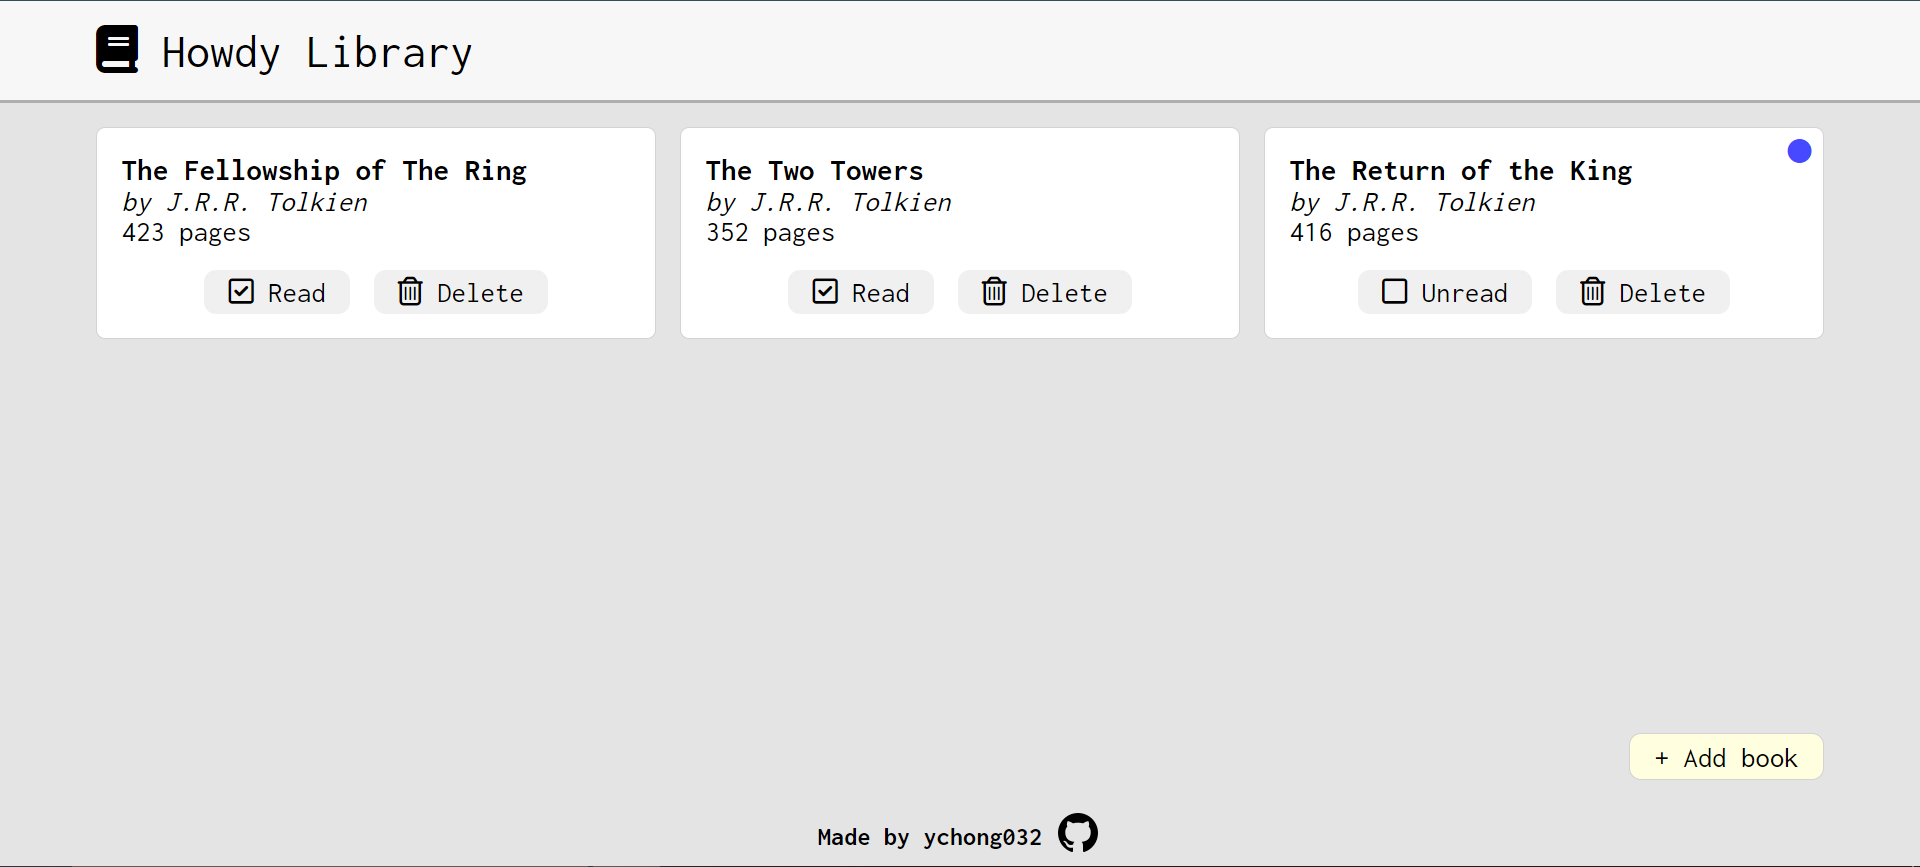 Howdy Library
The Fellowship of The Ring
by J.R.R. Tolkien
423 pages
Read
Delete
The Two Towers
by J.R.R. Tolkien
352 pages
Read
Delete
The Return of the King
by J.R.R. Tolkien
416 pages
Unread
Delete
+ Add book
Made by ychong032